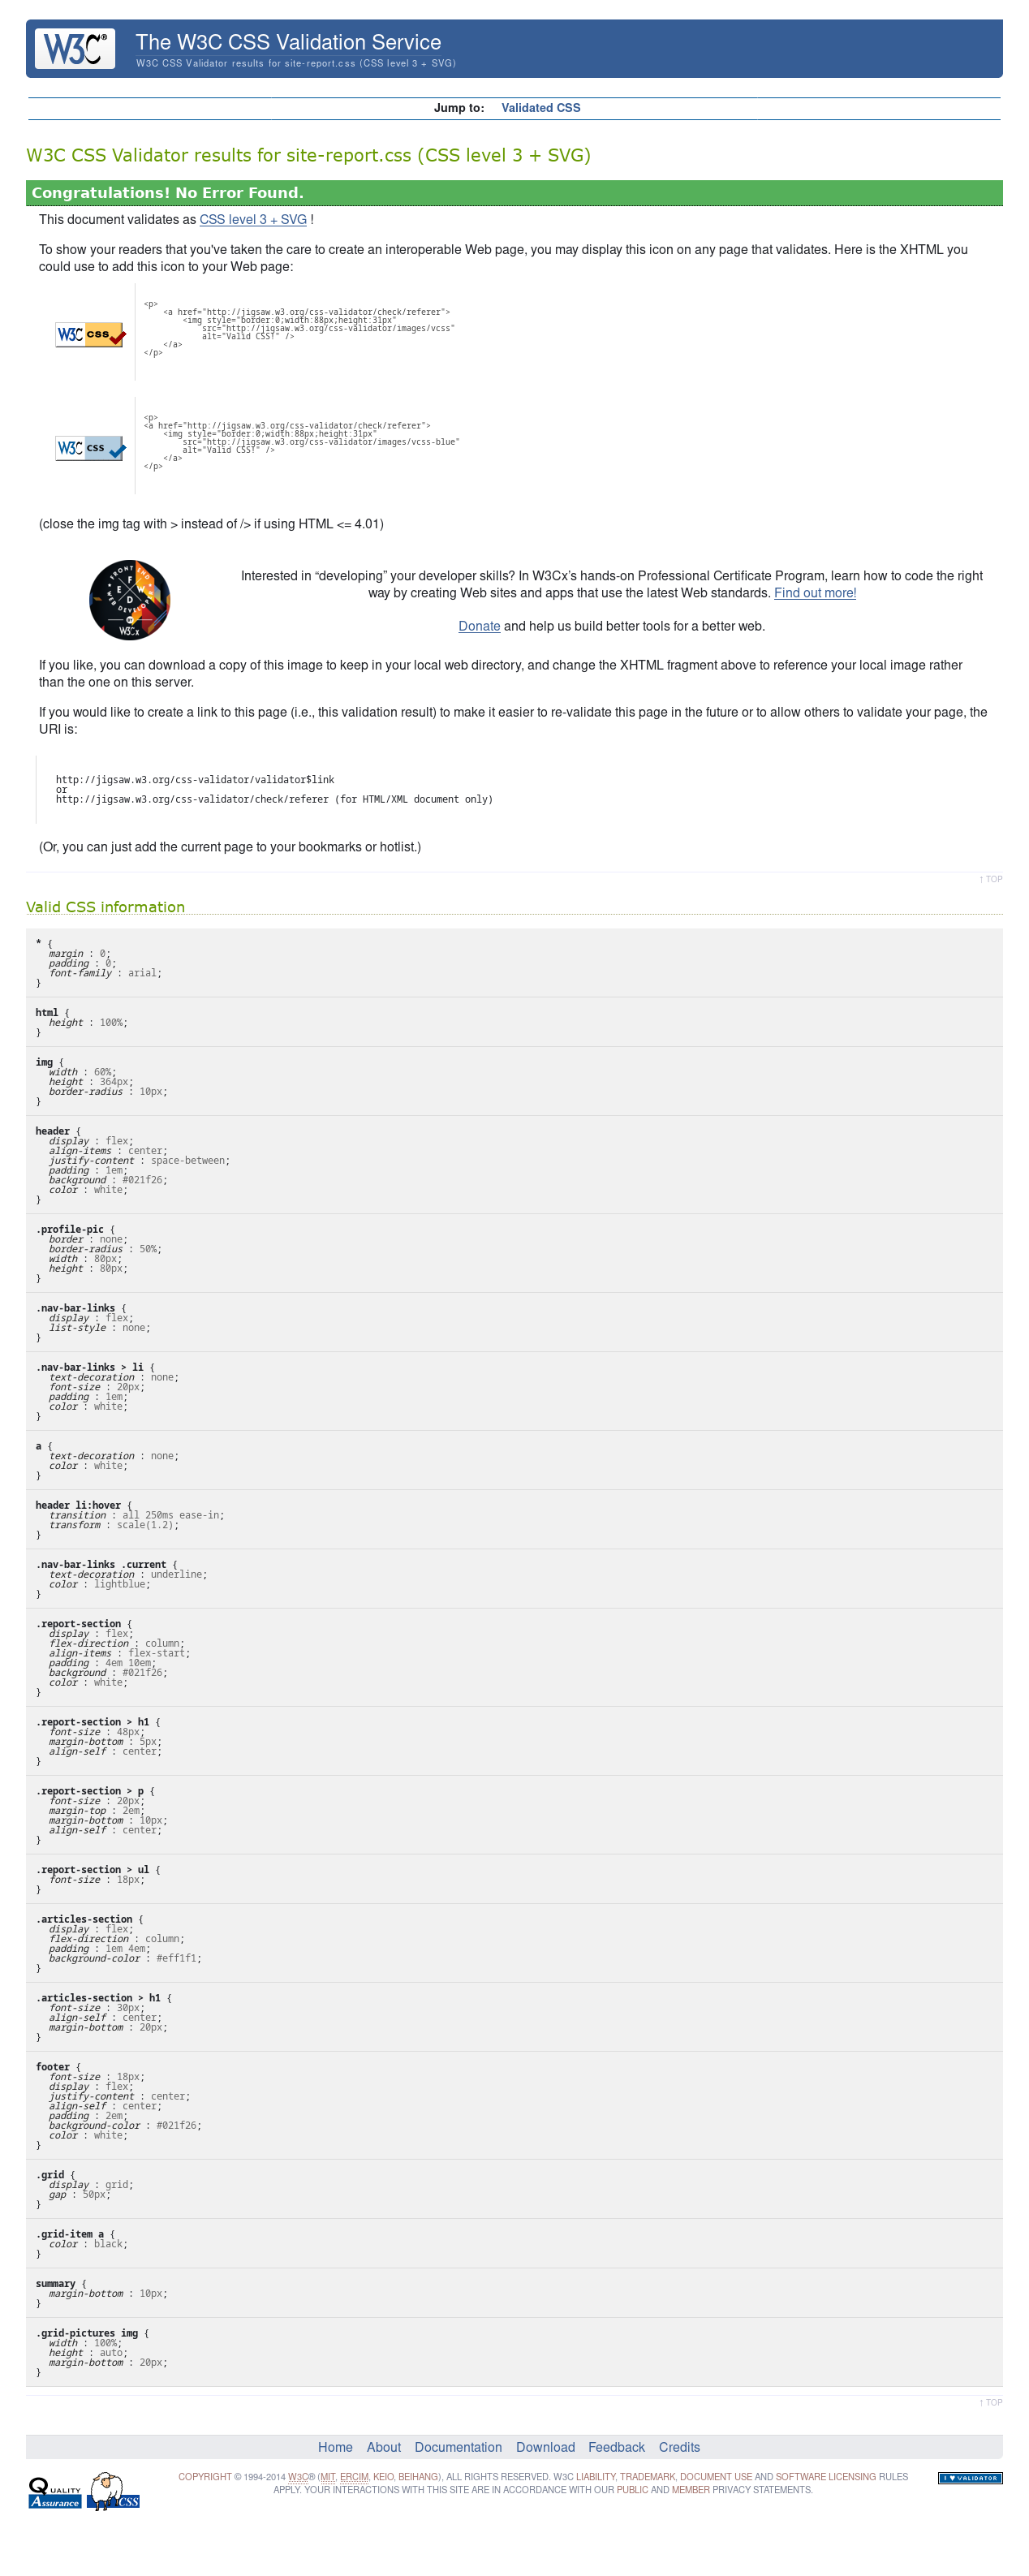 W3C®
The W3C CSS Validation Service
W3C CSS Validator results for site-report.css (CSS level 3 + SVG)
Jump to: Validated CSS
W3C CSS Validator results for site-report.css (CSS level 3 + SVG)
Congratulations! No Error Found.
This document validates as CSS level 3 + SVG !
To show your readers that you've taken the care to create an interoperable Web page, you may display this icon on any page that validates. Here is the XHTML you
could use to add this icon to your Web page:
W3C CSS
<p>
    <a href="http://jigsaw.w3.org/css-validator/check/referer">
        <img style="border:0;width:88px;height:31px"
            src="http://jigsaw.w3.org/css-validator/images/vcss"
            alt="Valid CSS!" />
    </a>
</p>
W3C CSS
<p>
<a href="http://jigsaw.w3.org/css-validator/check/referer">
    <img style="border:0;width:88px;height:31px"
        src="http://jigsaw.w3.org/css-validator/images/vcss-blue"
        alt="Valid CSS!" />
    </a>
</p>
(close the img tag with > instead of /> if using HTML <= 4.01)
FRONT END
F
E D
WEB DEVELOPER
W3Cx
Interested in “developing” your developer skills? In W3Cx’s hands-on Professional Certificate Program, learn how to code the right
way by creating Web sites and apps that use the latest Web standards. Find out more!
Donate and help us build better tools for a better web.
If you like, you can download a copy of this image to keep in your local web directory, and change the XHTML fragment above to reference your local image rather
than the one on this server.
If you would like to create a link to this page (i.e., this validation result) to make it easier to re-validate this page in the future or to allow others to validate your page, the
URI is:
http://jigsaw.w3.org/css-validator/validator$link
or
http://jigsaw.w3.org/css-validator/check/referer (for HTML/XML document only)
(Or, you can just add the current page to your bookmarks or hotlist.)
↑ TOP
Valid CSS information
* {
margin : 0;
padding : 0;
font-family : arial;
}
html {
height : 100%;
}
img {
width : 60%;
height : 364px;
border-radius : 10px;
}
header {
display : flex;
align-items : center;
justify-content : space-between;
padding : 1em;
background : #021f26;
color : white;
}
.profile-pic {
border : none;
border-radius : 50%;
width : 80px;
height : 80px;
}
.nav-bar-links {
display : flex;
list-style : none;
}
.nav-bar-links > li {
text-decoration : none;
font-size : 20px;
padding : 1em;
color : white;
}
a {
text-decoration : none;
color : white;
}
header li:hover {
transition : all 250ms ease-in;
transform : scale(1.2);
}
.nav-bar-links .current {
text-decoration : underline;
color : lightblue;
}
.report-section {
display : flex;
flex-direction : column;
align-items : flex-start;
padding : 4em 10em;
background : #021f26;
color : white;
}
.report-section > h1 {
font-size : 48px;
margin-bottom : 5px;
align-self : center;
}
.report-section > p {
font-size : 20px;
margin-top : 2em;
margin-bottom : 10px;
align-self : center;
}
.report-section > ul {
font-size : 18px;
}
.articles-section {
display : flex;
flex-direction : column;
padding : 1em 4em;
background-color : #eff1f1;
}
.articles-section > h1 {
font-size : 30px;
align-self : center;
margin-bottom : 20px;
}
footer {
font-size : 18px;
display : flex;
justify-content : center;
align-self : center;
padding : 2em;
background-color : #021f26;
color : white;
}
.grid {
display : grid;
gap : 50px;
}
.grid-item a {
color : black;
}
summary {
margin-bottom : 10px;
}
.grid-pictures img {
width : 100%;
height : auto;
margin-bottom : 20px;
}
↑ TOP
Home About Documentation Download Feedback Credits
QUALITY
Assurance
CSS
COPYRIGHT © 1994-2014 W3C® (MIT, ERCIM, KEIO, BEIHANG), ALL RIGHTS RESERVED. W3C LIABILITY, TRADEMARK, DOCUMENT USE AND SOFTWARE LICENSING RULES
APPLY. YOUR INTERACTIONS WITH THIS SITE ARE IN ACCORDANCE WITH OUR PUBLIC AND MEMBER PRIVACY STATEMENTS.
I ♥ VALIDATOR